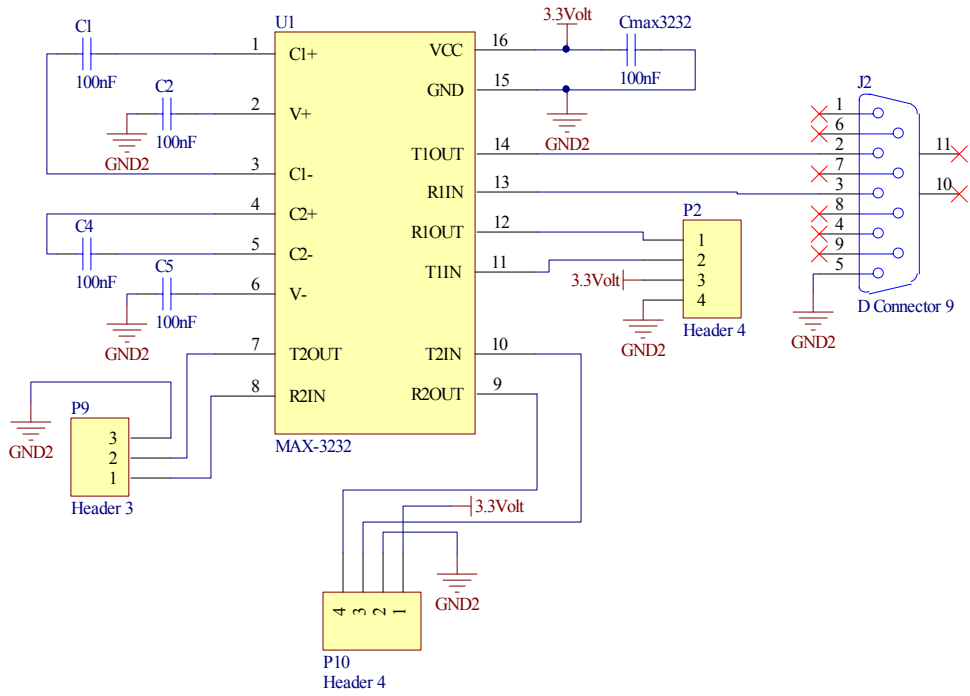 C1
100nF
C2
100nF
GND2
C4
100nF
C5
100nF
GND2
U1
1 C1+
2 V+
3 C1-
4 C2+
5 C2-
6 V-
7 T2OUT
8 R2IN
VCC 16
GND 15
T1OUT 14
R1IN 13
R1OUT 12
T1IN 11
T2IN 10
R2OUT 9
MAX-3232
3.3Volt
Cmax3232
100nF
GND2
J2
1
6
2
7
3
8
4
9
5
11
10
D Connector 9
GND2
P2
1
2
3
4
Header 4
3.3Volt
GND2
P9
3
2
1
Header 3
GND2
3.3Volt
GND2
4 3 2 1
P10
Header 4